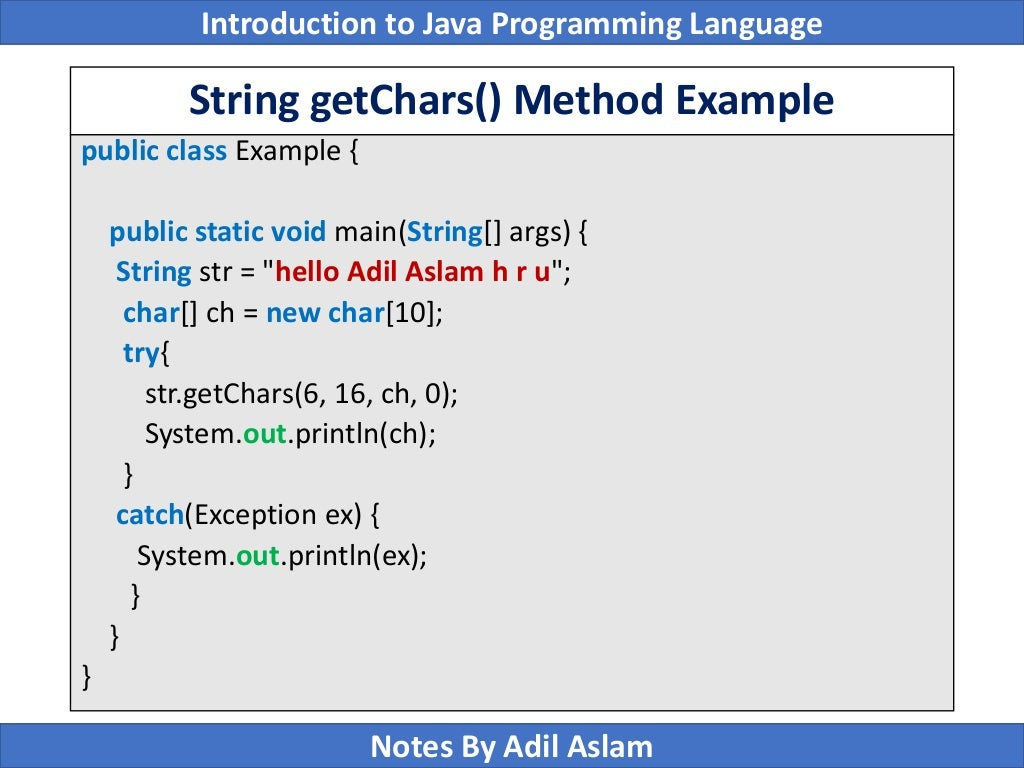 Introduction to Java Programming Language
String getChars() Method Example
public class Example {
public static void main(String[] args) {
String str = "hello Adil Aslam h r u";
char[] ch = new char[10];
try{
str.getChars(6, 16, ch, 0);
System.out.println(ch);
}
catch(Exception ex) {
System.out.println(ex);
}
}
}
Notes By Adil Aslam